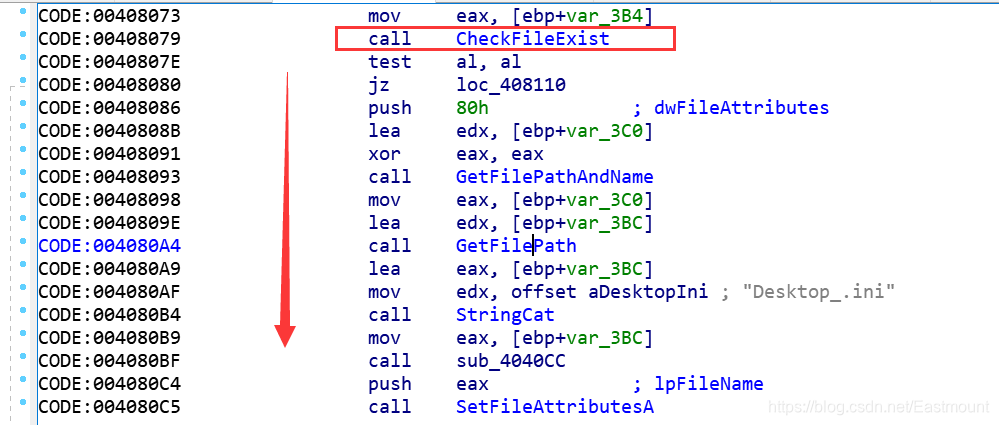 CODE:00408073 mov eax, [ebp+var_3B4]
CODE:00408079 call CheckFileExist
CODE:0040807E test al, al
CODE:00408080 jz loc_408110
CODE:00408086 push 80h ; dwFileAttributes
CODE:0040808B lea edx, [ebp+var_3C0]
CODE:00408091 xor eax, eax
CODE:00408093 call GetFilePathAndName
CODE:00408098 mov eax, [ebp+var_3C0]
CODE:0040809E lea edx, [ebp+var_3BC]
CODE:004080A4 call GetFilePath
CODE:004080A9 lea eax, [ebp+var_3BC]
CODE:004080AF mov edx, offset aDesktopIni ; "Desktop_.ini"
CODE:004080B4 call StringCat
CODE:004080B9 mov eax, [ebp+var_3BC]
CODE:004080BF call sub_4040CC
CODE:004080C4 push eax ; lpFileName
CODE:004080C5 call SetFileAttributesA
https://blog.csdn.net/Eastmount